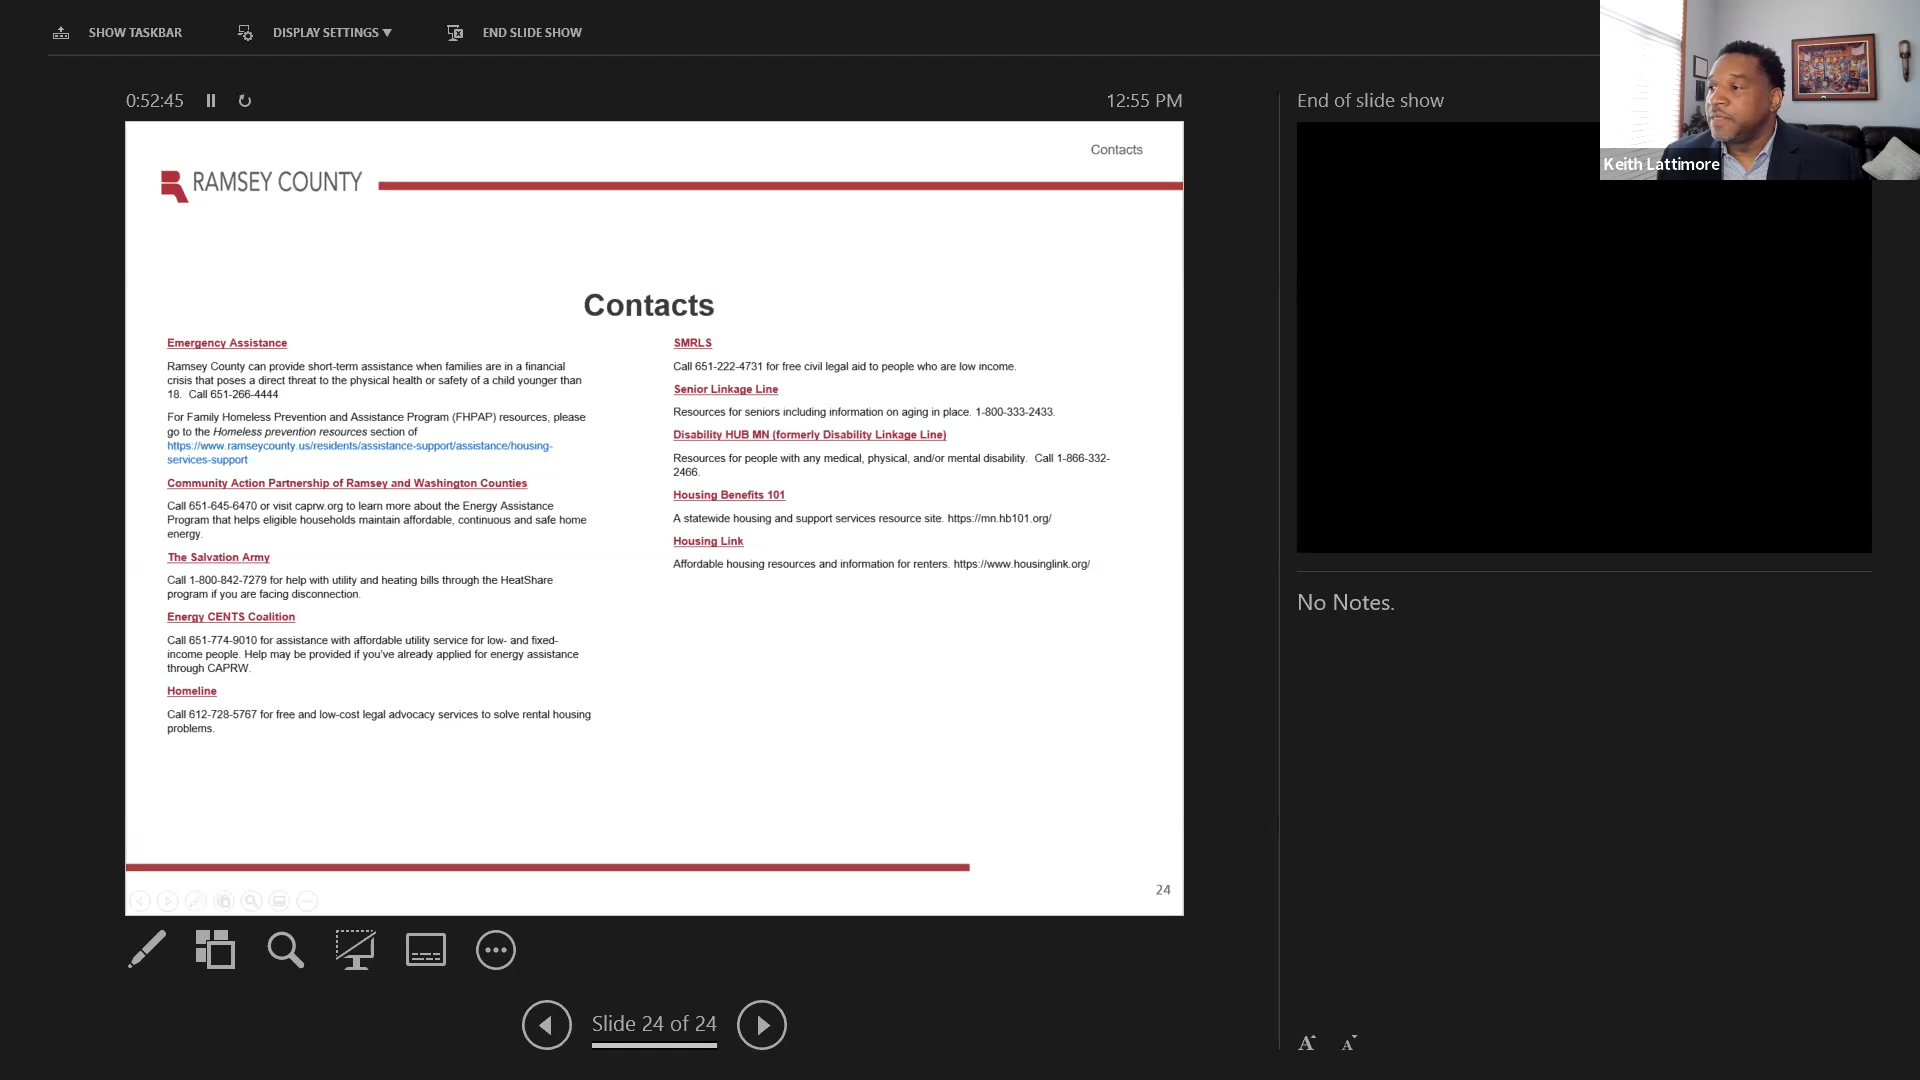 SHOW TASKBAR
DISPLAY SETTINGS ▼
END SLIDE SHOW
0:52:45
12:55 PM
Contacts
RAMSEY COUNTY
Contacts
Emergency Assistance
Ramsey County can provide short-term assistance when families are in a financial
crisis that poses a direct threat to the physical health or safety of a child younger than
18. Call 651-266-4444
For Family Homeless Prevention and Assistance Program (FHPAP) resources, please
go to the Homeless prevention resources section of
https://www.ramseycounty.us/residents/assistance-support/assistance/housing-
services-support
Community Action Partnership of Ramsey and Washington Counties
Call 651-645-6470 or visit caprw.org to learn more about the Energy Assistance
Program that helps eligible households maintain affordable, continuous and safe home
energy.
The Salvation Army
Call 1-800-842-7279 for help with utility and heating bills through the HeatShare
program if you are facing disconnection.
Energy CENTS Coalition
Call 651-774-9010 for assistance with affordable utility service for low- and fixed-
income people. Help may be provided if you've already applied for energy assistance
through CAPRW.
Homeline
Call 612-728-5767 for free and low-cost legal advocacy services to solve rental housing
problems.
SMRLS
Call 651-222-4731 for free civil legal aid to people who are low income.
Senior Linkage Line
Resources for seniors including information on aging in place. 1-800-333-2433.
Disability HUB MN (formerly Disability Linkage Line)
Resources for people with any medical, physical, and/or mental disability. Call 1-866-332-
2466.
Housing Benefits 101
A statewide housing and support services resource site. https://mn.hb101.org/
Housing Link
Affordable housing resources and information for renters. https://www.housinglink.org/
24
Slide 24 of 24
End of slide show
Keith Lattimore
No Notes.
A A